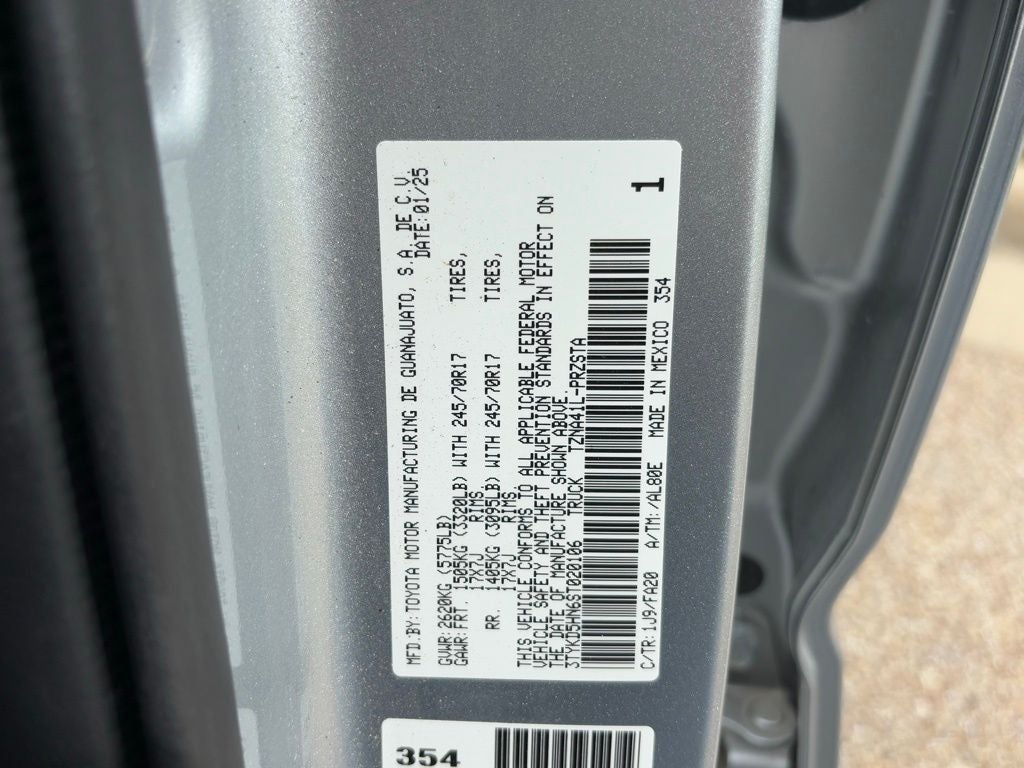 MFD.BY:TOYOTA MOTOR MANUFACTURING DE GUANAJUATO, S.A. DE C.V.
DATE:01/25
GVWR:2620KG (5775LB)
GAWR:FRT. 1505KG (3320LB) WITH 245/70R17 TIRES,
17X7J RIMS
RR. 1405KG (3095LB) WITH 245/70R17 TIRES,
17X7J RIMS
THIS VEHICLE CONFORMS TO ALL APPLICABLE FEDERAL MOTOR
VEHICLE SAFETY AND THEFT PREVENTION STANDARDS IN EFFECT ON
THE DATE OF MANUFACTURE SHOWN ABOVE
3TYKD5HN6ST020106 TRUCK TZNA41L-PRZSTA
C/TR:1J9/FA20 A/TM:/AL80E MADE IN MEXICO 354
1
354